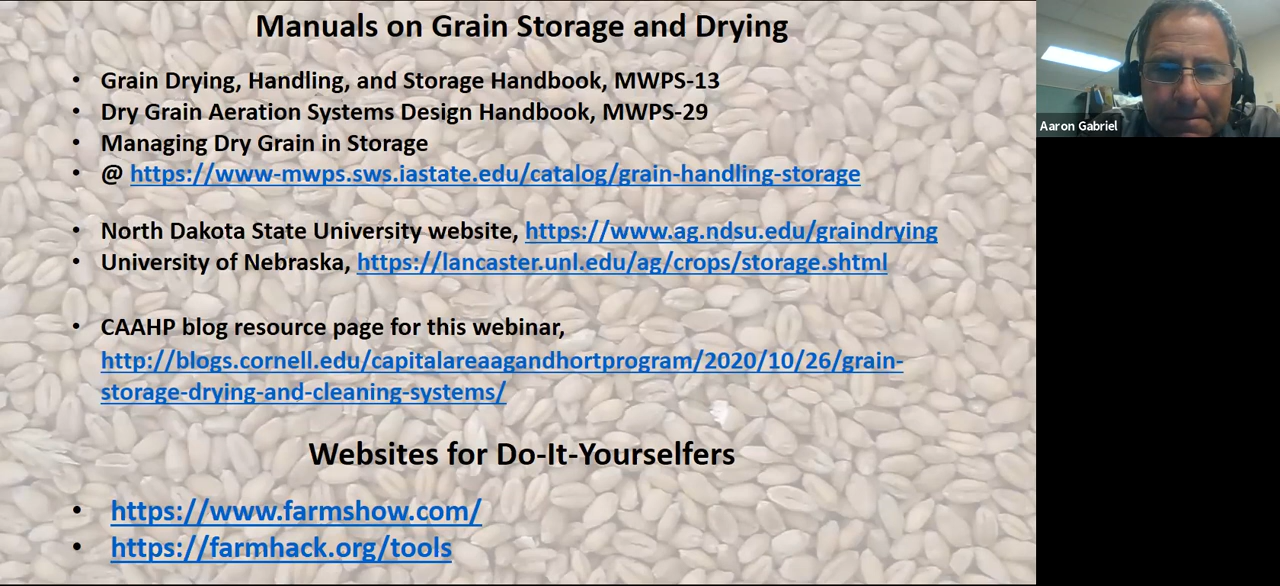 Manuals on Grain Storage and Drying
• Grain Drying, Handling, and Storage Handbook, MWPS-13
• Dry Grain Aeration Systems Design Handbook, MWPS-29
• Managing Dry Grain in Storage
• @ https://www-mwps.sws.iastate.edu/catalog/grain-handling-storage
• North Dakota State University website, https://www.ag.ndsu.edu/graindrying
• University of Nebraska, https://lancaster.unl.edu/ag/crops/storage.shtml
• CAAHP blog resource page for this webinar,
http://blogs.cornell.edu/capitalareaagandhortprogram/2020/10/26/grain-
storage-drying-and-cleaning-systems/
Websites for Do-It-Yourselfers
• https://www.farmshow.com/
• https://farmhack.org/tools
Aaron Gabriel